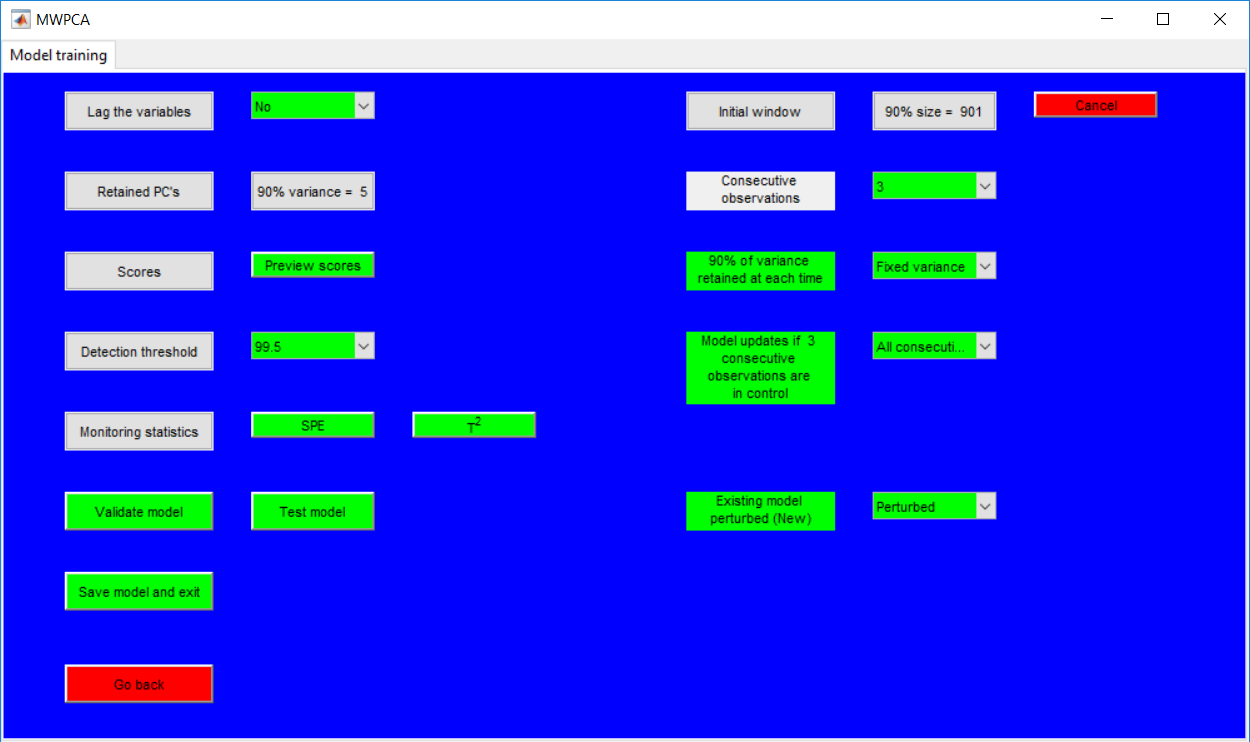 MWPCA
Model training
Lag the variables
No
Initial window
90% size =  901
Cancel
Retained PC's
90% variance =  5
Consecutive
observations
3
Scores
Preview scores
90% of variance
retained at each time
Fixed variance
Detection threshold
99.5
Model updates if  3
consecutive
observations are
in control
All consecuti...
Monitoring statistics
SPE
T²
Validate model
Test model
Existing model
perturbed (New)
Perturbed
Save model and exit
Go back